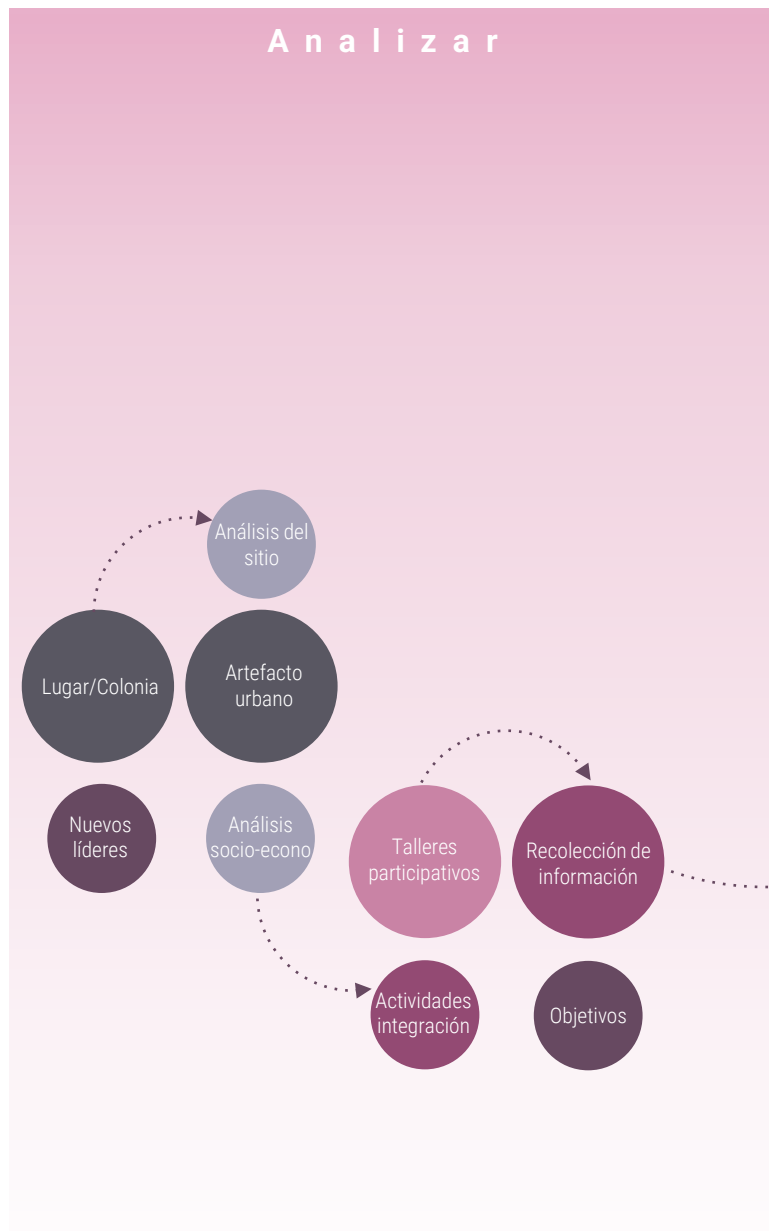 Analizar
Análisis del
sitio
Lugar/Colonia
Artefacto
urbano
Nuevos
líderes
Análisis
socio-econo
Talleres
participativos
Recolección de
información
Actividades
integración
Objetivos